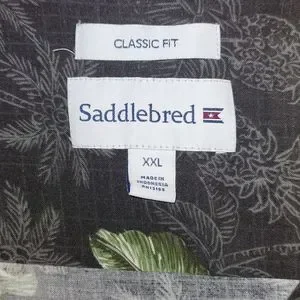 CLASSIC FIT
Saddlebred
XXL
MADE IN
INDONESIA